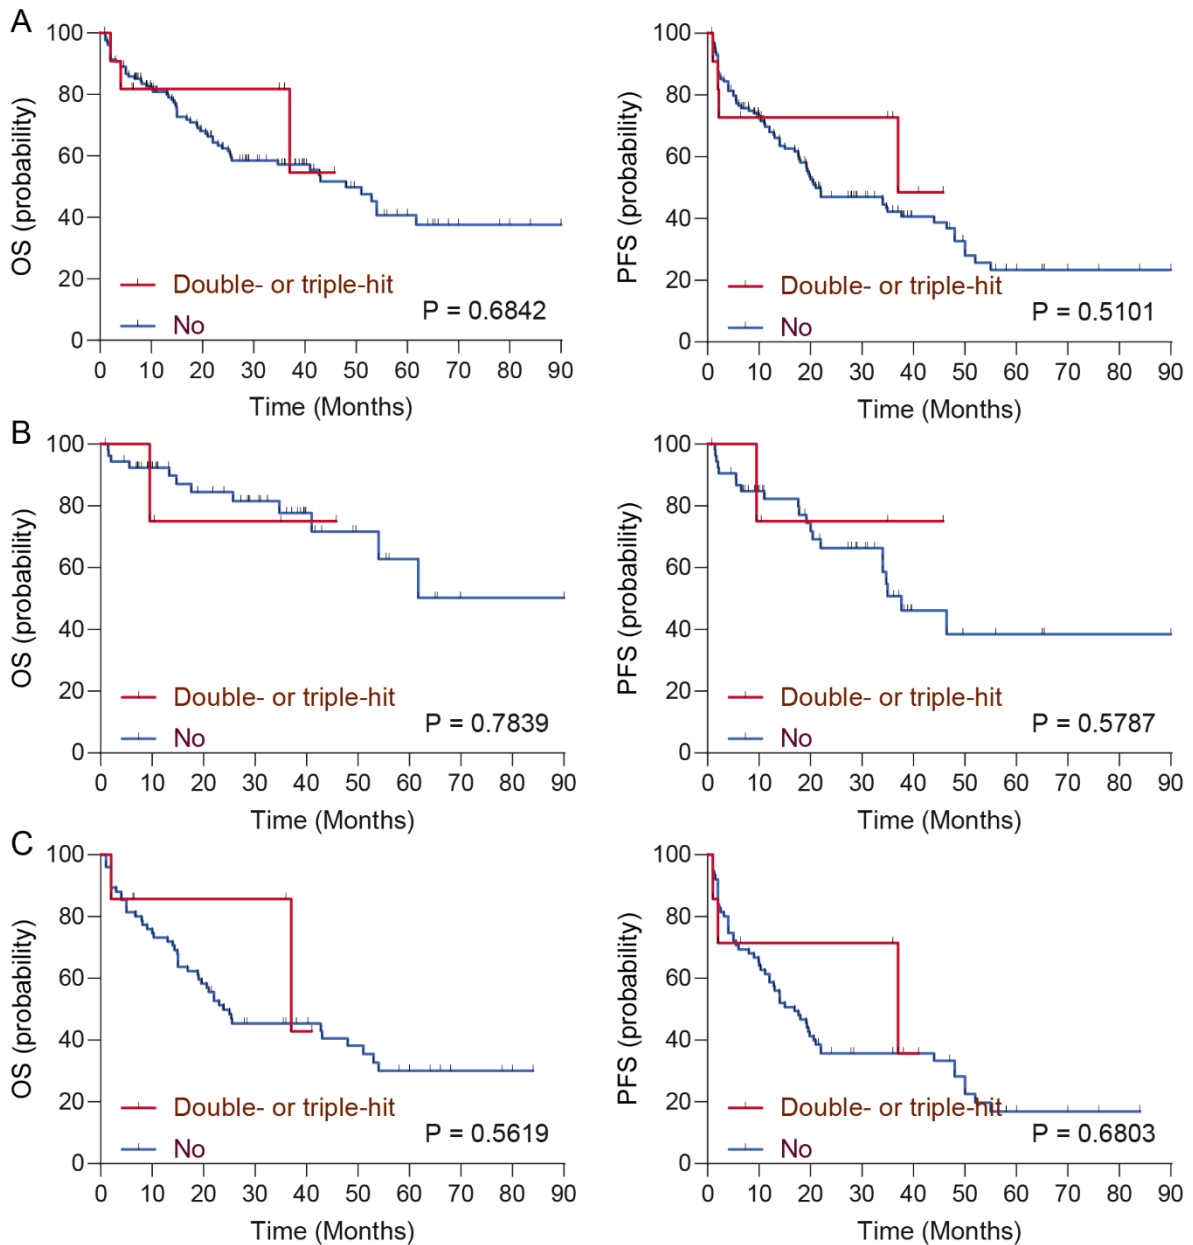 A
OS (probability)
100
80
60
40
20
0
Double- or triple-hit
No
P = 0.6842
0 10 20 30 40 50 60 70 80 90
Time (Months)
PFS (probability)
100
80
60
40
20
0
Double- or triple-hit
No
P = 0.5101
0 10 20 30 40 50 60 70 80 90
Time (Months)
B
OS (probability)
100
80
60
40
20
0
Double- or triple-hit
No
P = 0.7839
0 10 20 30 40 50 60 70 80 90
Time (Months)
PFS (probability)
100
80
60
40
20
0
Double- or triple-hit
No
P = 0.5787
0 10 20 30 40 50 60 70 80 90
Time (Months)
C
OS (probability)
100
80
60
40
20
0
Double- or triple-hit
No
P = 0.5619
0 10 20 30 40 50 60 70 80 90
Time (Months)
PFS (probability)
100
80
60
40
20
0
Double- or triple-hit
No
P = 0.6803
0 10 20 30 40 50 60 70 80 90
Time (Months)